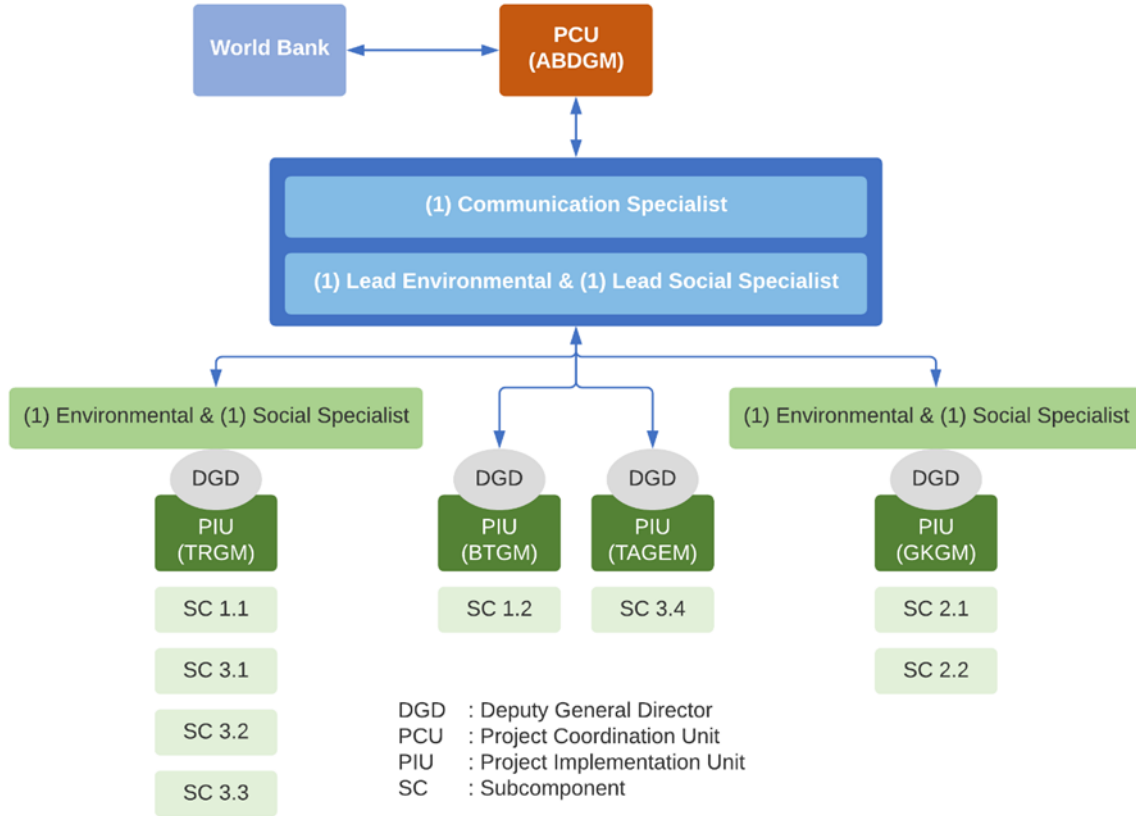 World Bank
PCU
(ABDGM)
(1) Communication Specialist
(1) Lead Environmental & (1) Lead Social Specialist
(1) Environmental & (1) Social Specialist
(1) Environmental & (1) Social Specialist
DGD
PIU
(TRGM)
SC 1.1
SC 3.1
SC 3.2
SC 3.3
DGD
PIU
(BTGM)
SC 1.2
DGD
PIU
(TAGEM)
SC 3.4
DGD
PIU
(GKGM)
SC 2.1
SC 2.2
DGD : Deputy General Director
PCU : Project Coordination Unit
PIU : Project Implementation Unit
SC : Subcomponent